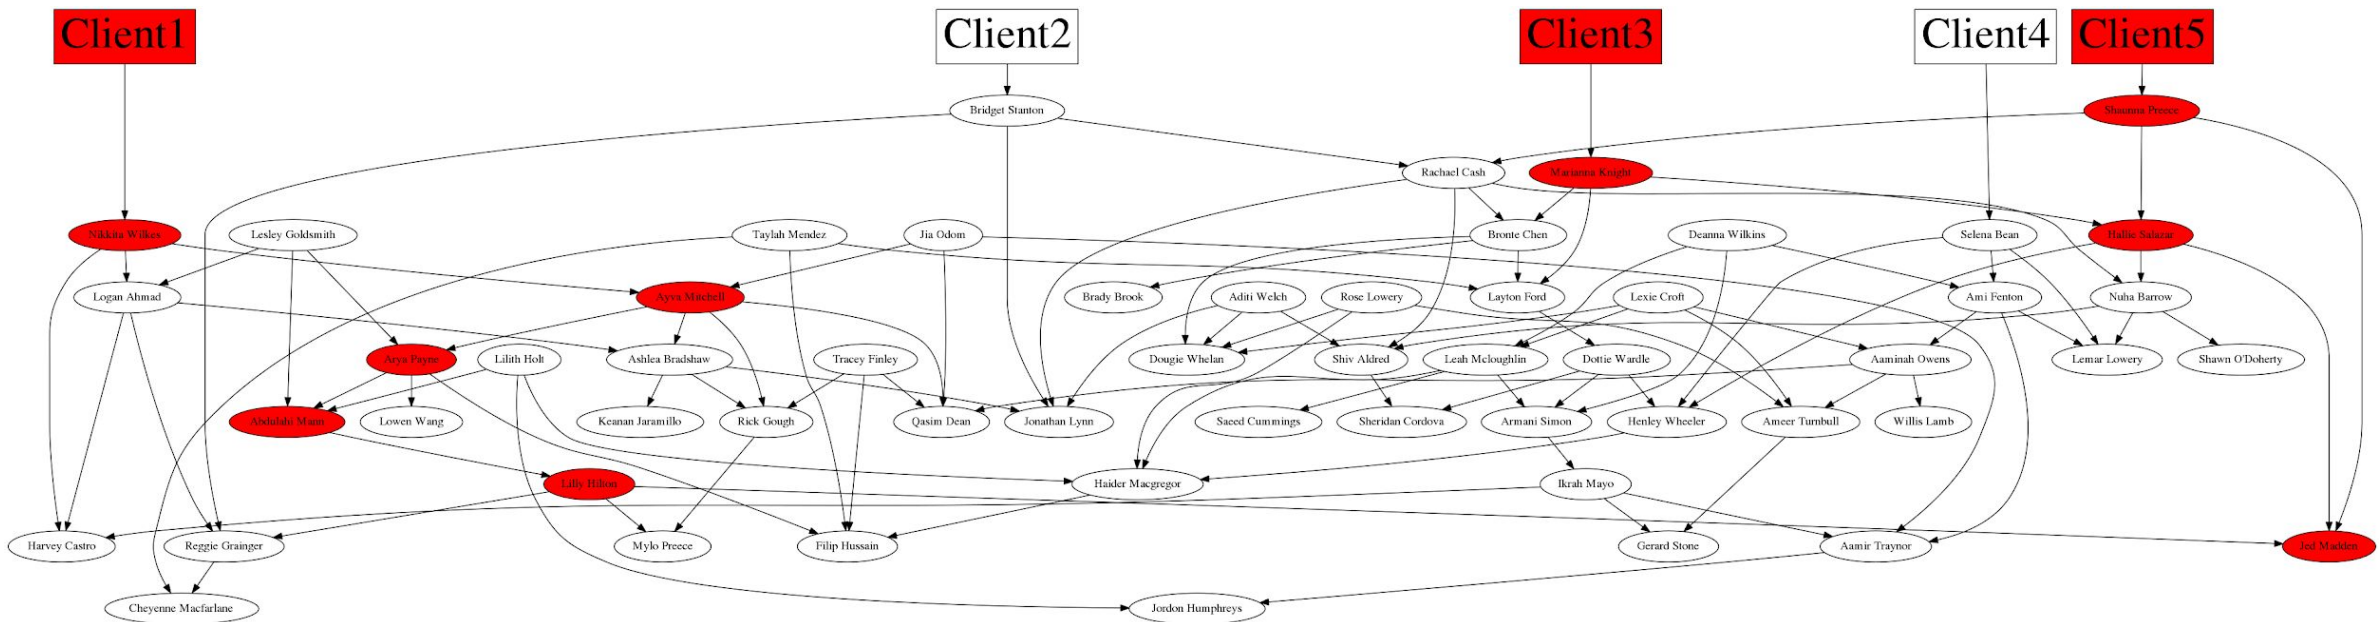 Client1
Client2
Client3
Client4
Client5
Bridget Stanton
Shaunna Preece
Rachael Cash
Marianna Knight
Nikkita Wilkes
Lesley Goldsmith
Taylah Mendez
Jia Odom
Bronte Chen
Deanna Wilkins
Selena Bean
Hallie Salazar
Logan Ahmad
Ayva Mitchell
Brady Brook
Aditi Welch
Rose Lowery
Layton Ford
Lexie Croft
Ami Fenton
Nuha Barrow
Arya Payne
Lilith Holt
Ashlea Bradshaw
Tracey Finley
Dougie Whelan
Shiv Aldred
Leah Mcloughlin
Dottie Wardle
Aaminah Owens
Lemar Lowery
Shawn O'Doherty
Abdulahi Mann
Lowen Wang
Keanan Jaramillo
Rick Gough
Qasim Dean
Jonathan Lynn
Saeed Cummings
Sheridan Cordova
Armani Simon
Henley Wheeler
Ameer Turnbull
Willis Lamb
Lilly Hilton
Haider Macgregor
Ikrah Mayo
Harvey Castro
Reggie Grainger
Mylo Preece
Filip Hussain
Gerard Stone
Aamir Traynor
Jed Madden
Cheyenne Macfarlane
Jordon Humphreys